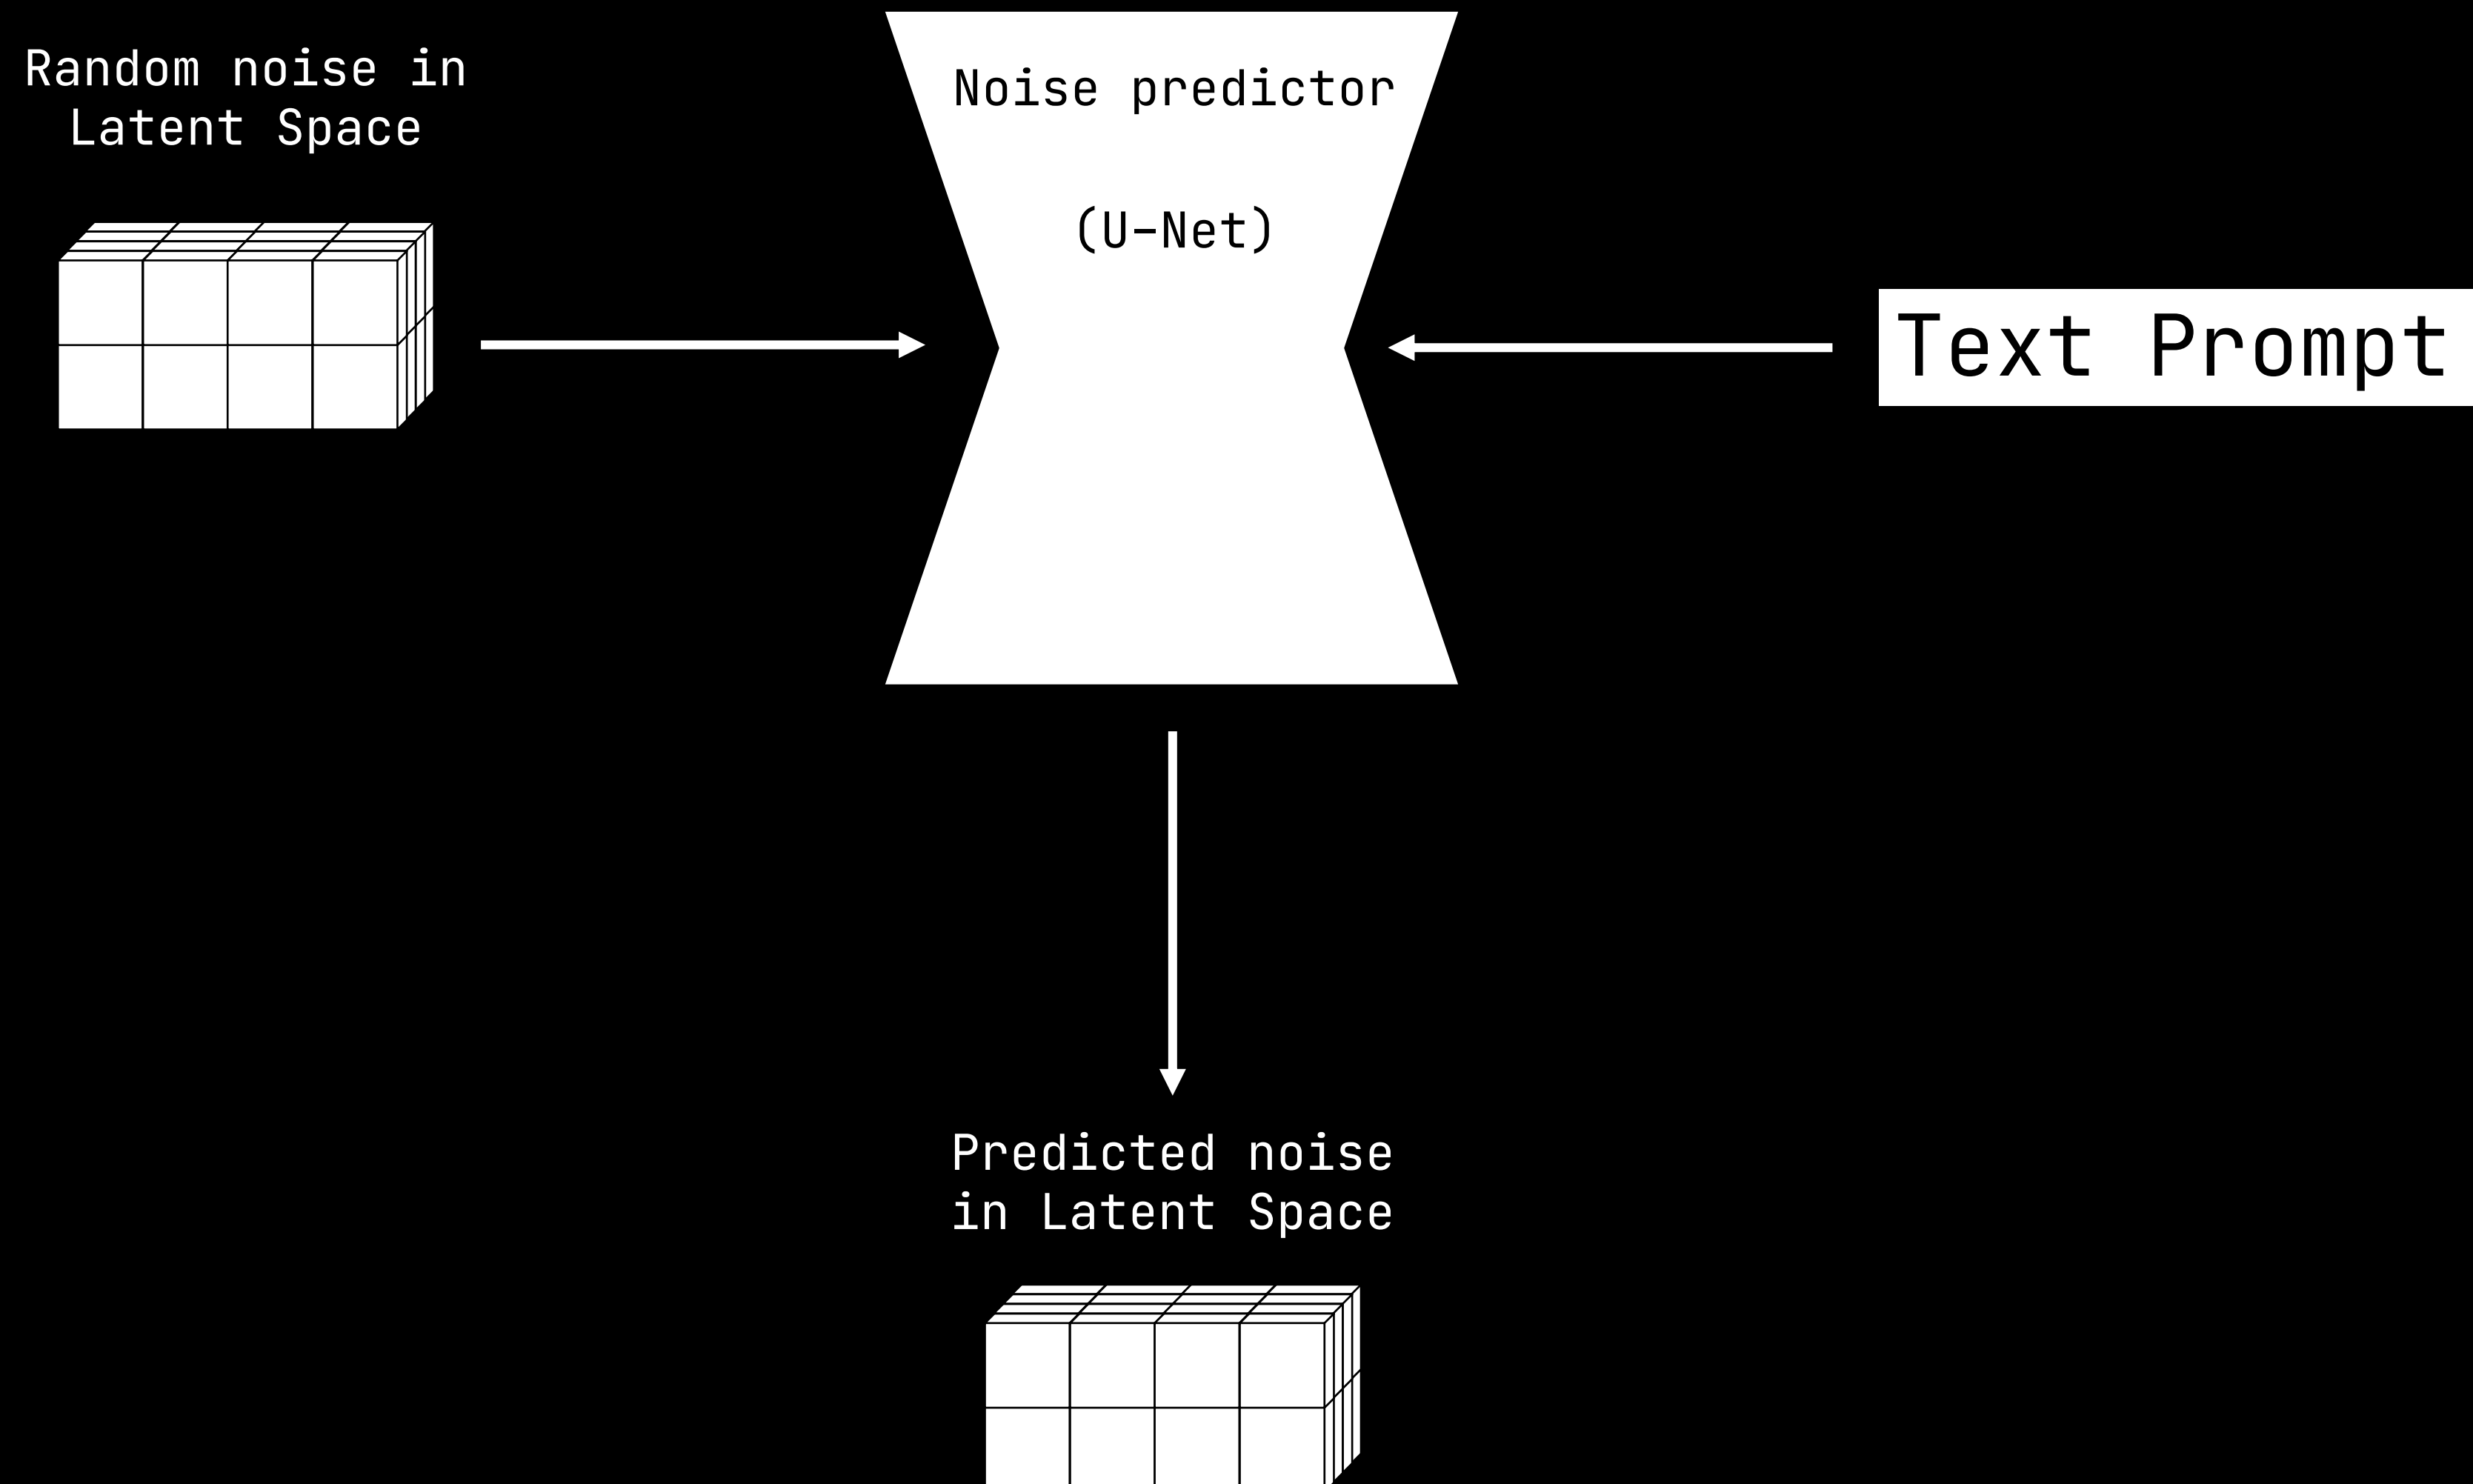 Random noise in
Latent Space
Noise predictor
(U-Net)
Text Prompt
Predicted noise
in Latent Space